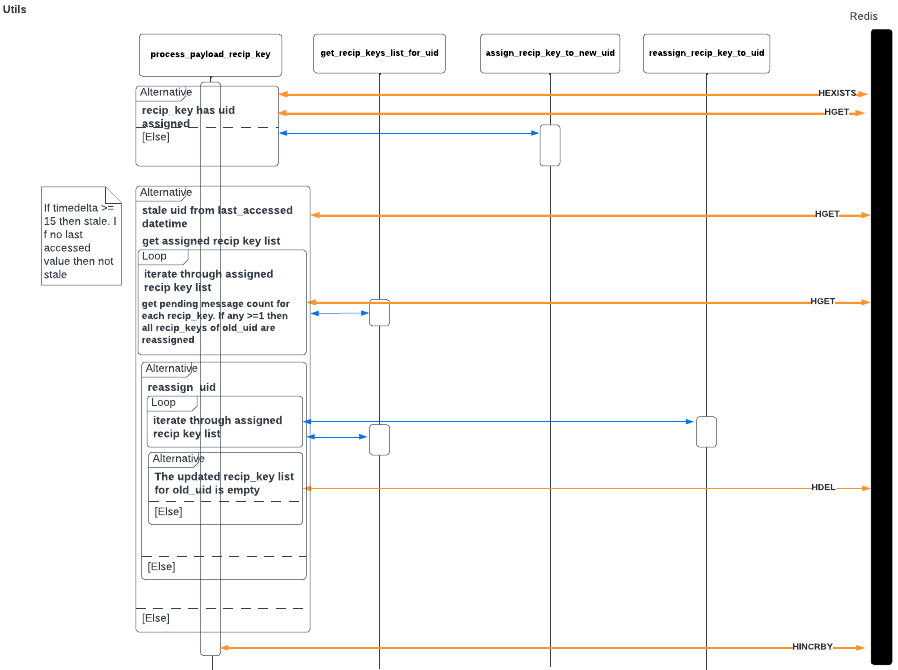 Utils
Redis
process_payload_recip_key
get_recip_keys_list_for_uid
assign_recip_key_to_new_uid
reassign_recip_key_to_uid
Alternative
HEXISTS
recip_key has uid
assigned
HGET
[Else]
Alternative
If timedelta >=
15 then stale. I
f no last
accessed
value then not
stale
stale uid from last_accessed
datetime
HGET
get assigned recip key list
Loop
iterate through assigned
recip key list
get pending message count for
each recip_key. If any >=1 then
all recip_keys of old_uid are
reassigned
HGET
Alternative
reassign_uid
Loop
iterate through assigned
recip key list
Alternative
The updated recip_key list
for old_uid is empty
HDEL
[Else]
[Else]
[Else]
HINCRBY